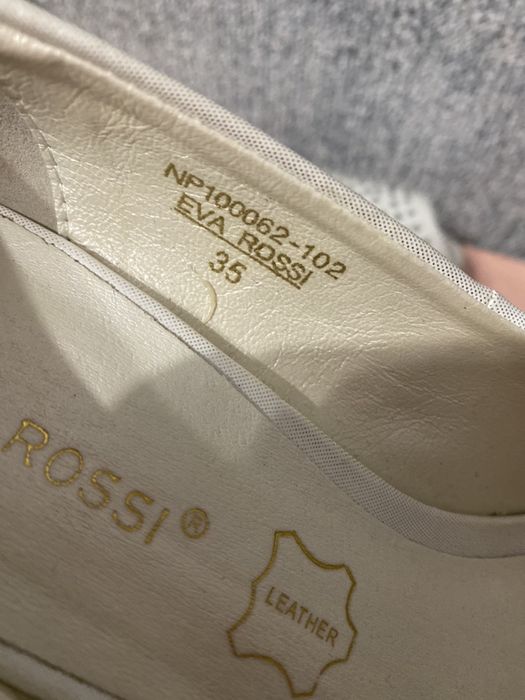 NP100062-102
EVA ROSSI
35
ROSSI®
LEATHER